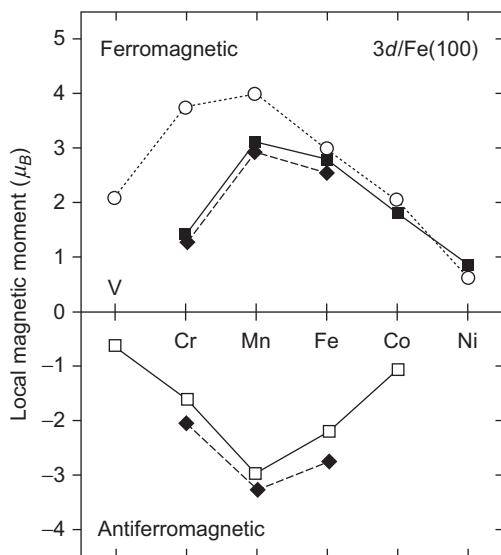 Ferromagnetic 3d/Fe(100)
5
4
3
2
1
0
–1
–2
–3
–4
Local magnetic moment (μB)
V
Cr Mn Fe Co Ni
Antiferromagnetic